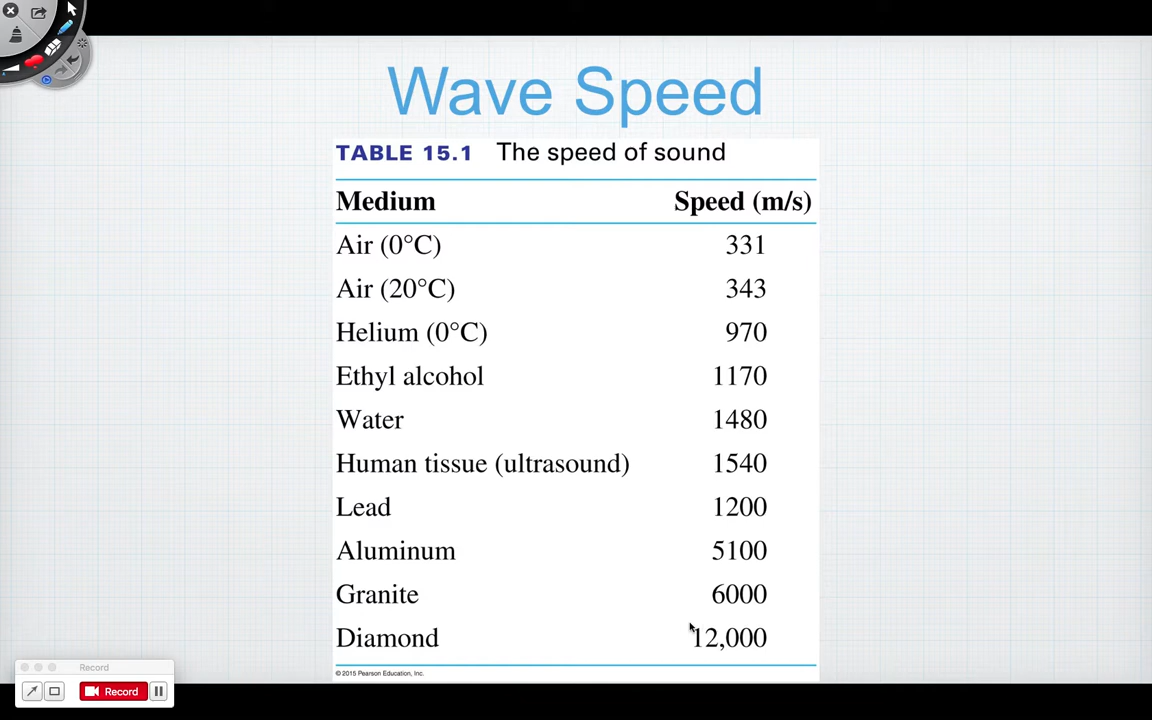 Wave Speed
TABLE 15.1 The speed of sound
Medium Speed (m/s)
Air (0°C) 331
Air (20°C) 343
Helium (0°C) 970
Ethyl alcohol 1170
Water 1480
Human tissue (ultrasound) 1540
Lead 1200
Aluminum 5100
Granite 6000
Diamond 12,000
© 2015 Pearson Education, Inc.
Record
Record